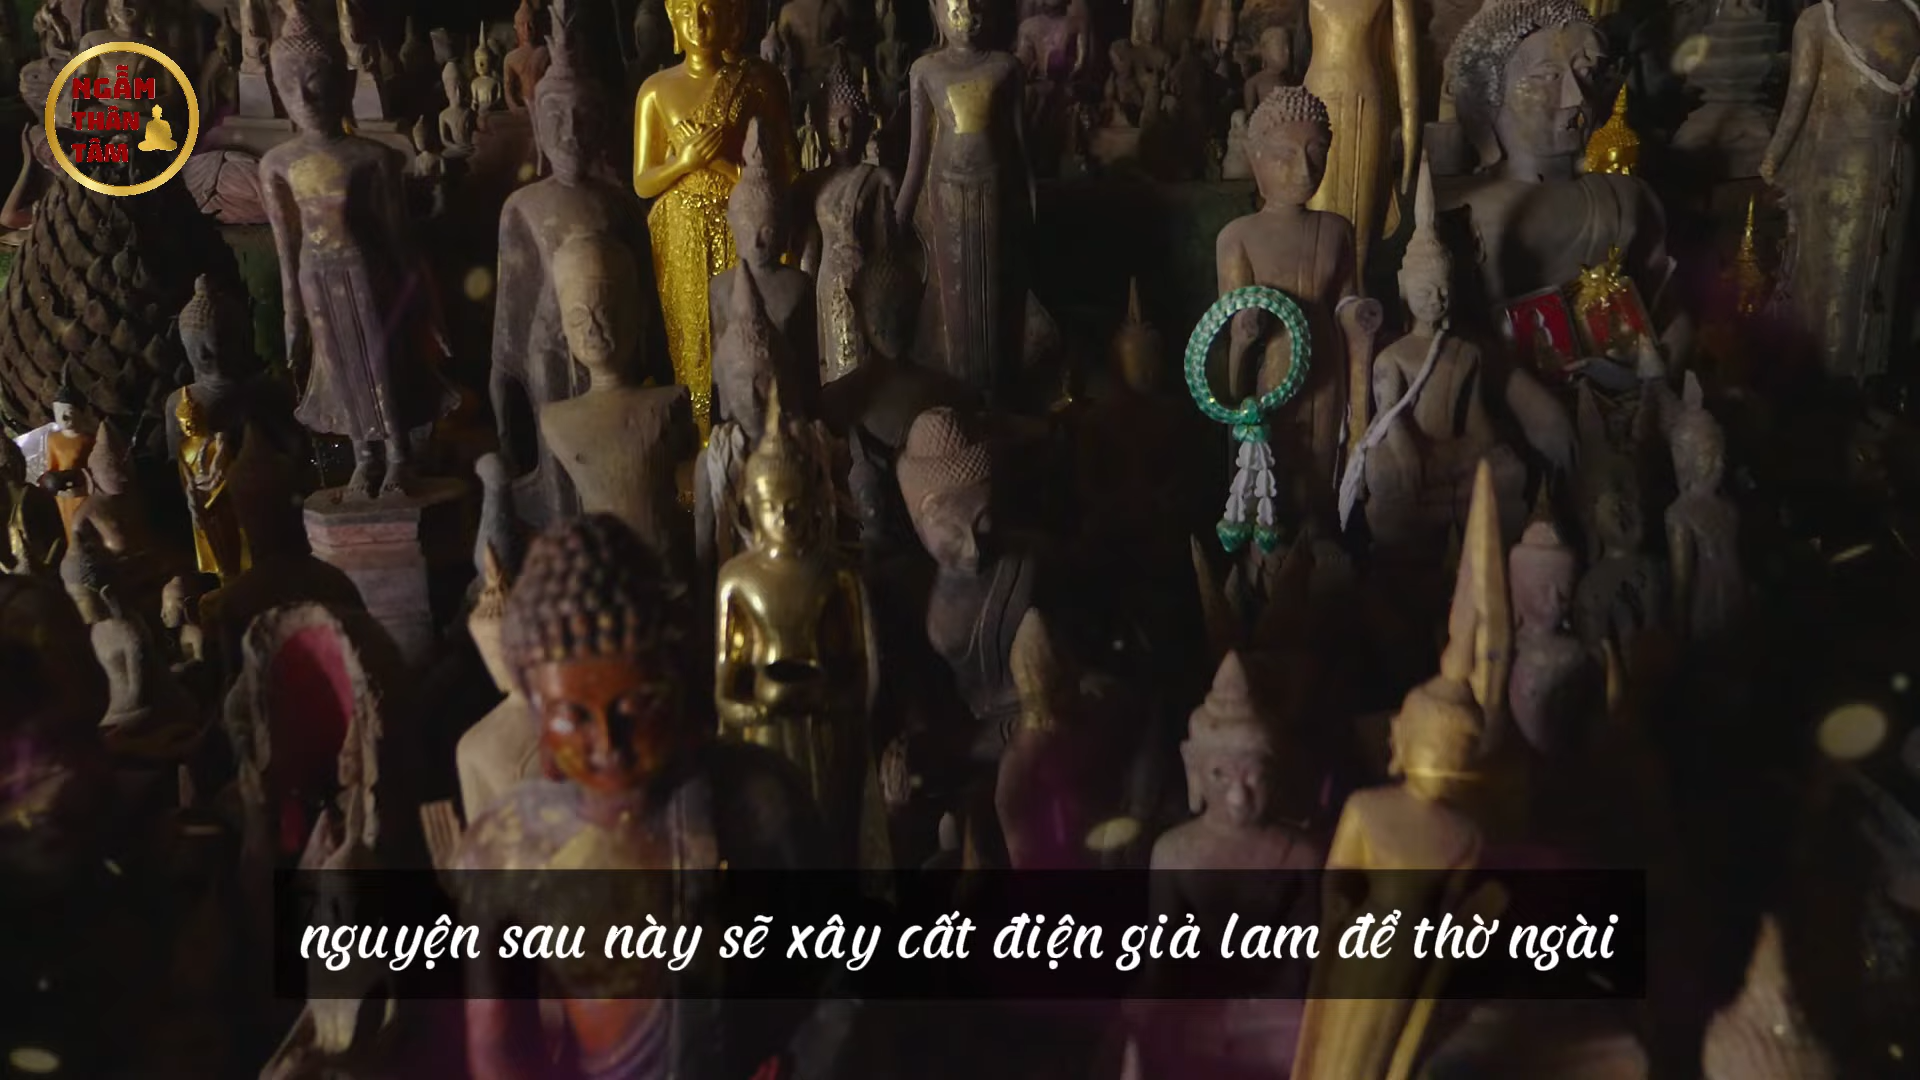 NGẪM
THÂN
TÂM
nguyện sau này sẽ xây cất điện già lam để thờ ngài